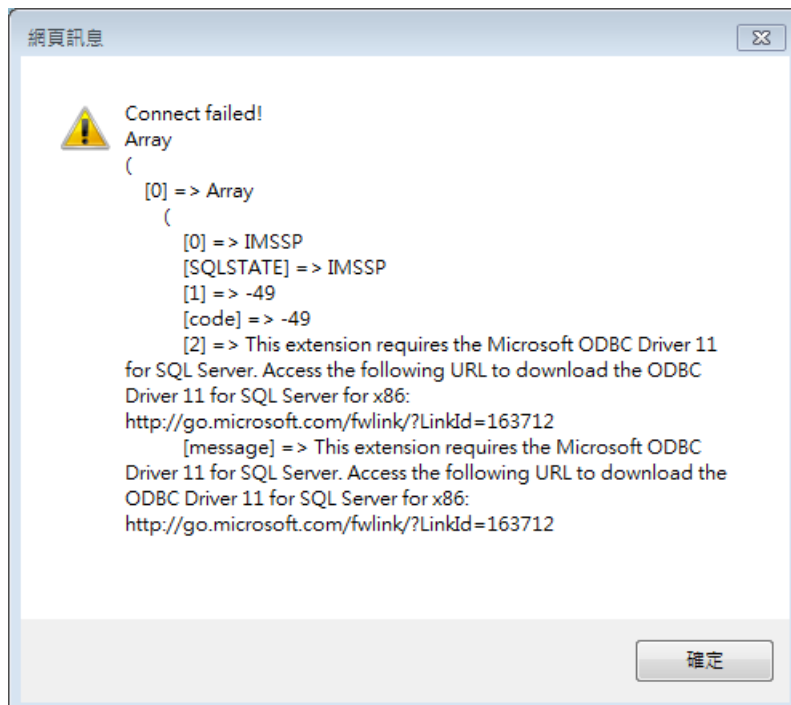 網頁訊息
Connect failed!
Array
(
[0] => Array
(
[0] => IMSSP
[SQLSTATE] => IMSSP
[1] => -49
[code] => -49
[2] => This extension requires the Microsoft ODBC Driver 11
for SQL Server. Access the following URL to download the ODBC
Driver 11 for SQL Server for x86:
http://go.microsoft.com/fwlink/?LinkId=163712
[message] => This extension requires the Microsoft ODBC
Driver 11 for SQL Server. Access the following URL to download the
ODBC Driver 11 for SQL Server for x86:
http://go.microsoft.com/fwlink/?LinkId=163712
確定